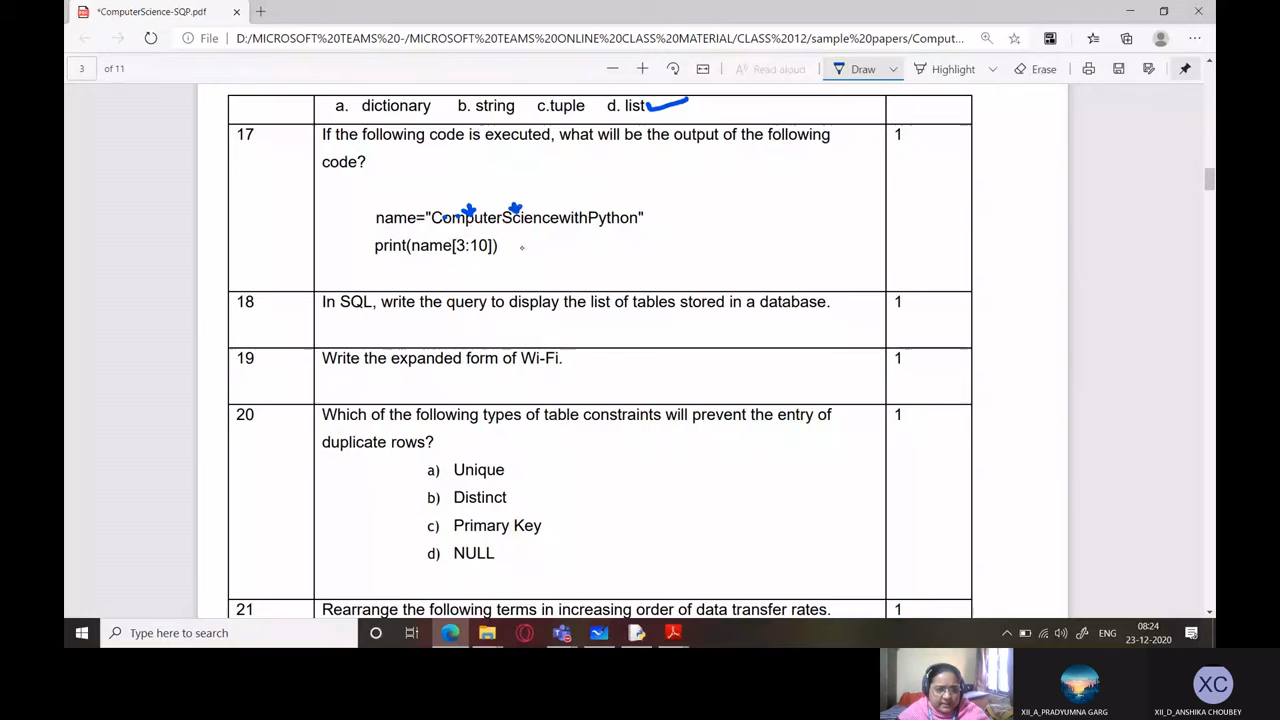 *ComputerScience-SQP.pdf
File
D:/MICROSOFT%20TEAMS%20-/MICROSOFT%20TEAMS%20ONLINE%20CLASS%20MATERIAL/CLASS%2012/sample%20papers/Comput...
3 of 11
Read aloud
Draw
Highlight
Erase
a. dictionary b. string c.tuple d. list
17 If the following code is executed, what will be the output of the following 1
code?
name="ComputerSciencewithPython"
print(name[3:10])
18 In SQL, write the query to display the list of tables stored in a database. 1
19 Write the expanded form of Wi-Fi. 1
20 Which of the following types of table constraints will prevent the entry of 1
duplicate rows?
a) Unique
b) Distinct
c) Primary Key
d) NULL
21 Rearrange the following terms in increasing order of data transfer rates. 1
Type here to search
ENG
08:24
23-12-2020
XC
XII_A_PRADYUMNA GARG
XII_D_ANSHIKA CHOUBEY